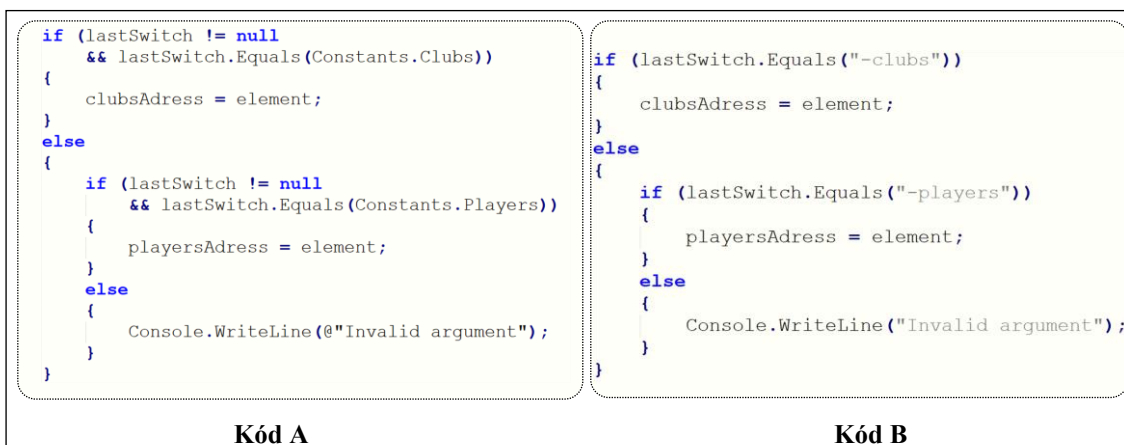 if (lastSwitch != null
&& lastSwitch.Equals(Constants.Clubs))
{
clubsAdress = element;
}
else
{
if (lastSwitch != null
&& lastSwitch.Equals(Constants.Players))
{
playersAdress = element;
}
else
{
Console.WriteLine(@"Invalid argument");
}
}
Kód A
if (lastSwitch.Equals("-clubs"))
{
clubsAdress = element;
}
else
{
if (lastSwitch.Equals("-players"))
{
playersAdress = element;
}
else
{
Console.WriteLine("Invalid argument");
}
}
Kód B